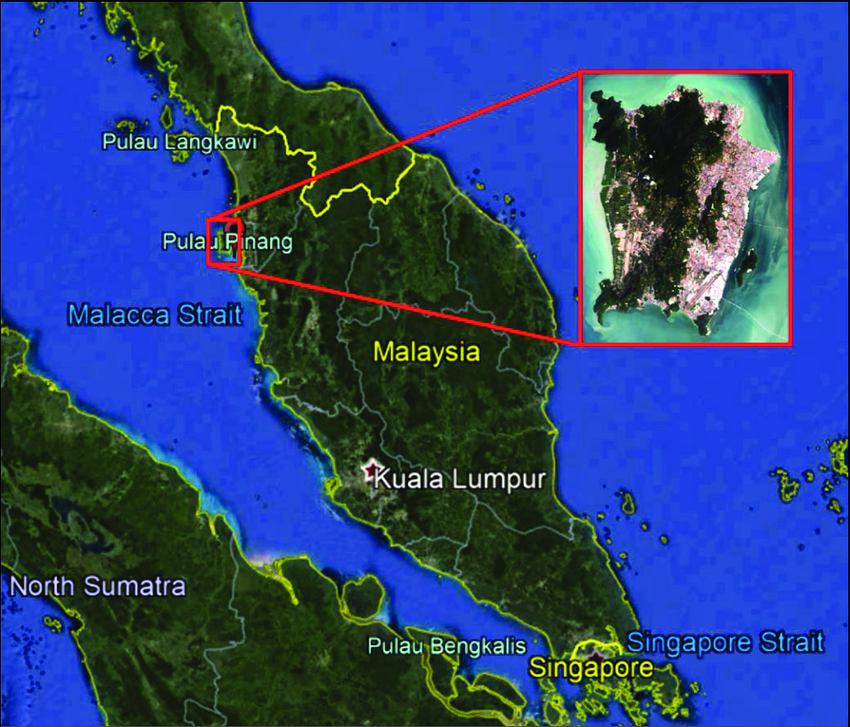 Pulau Langkawi
Pulau Pinang
Malacca Strait
Malaysia
Kuala Lumpur
North Sumatra
Pulau Bengkalis
Singapore Strait
Singapore